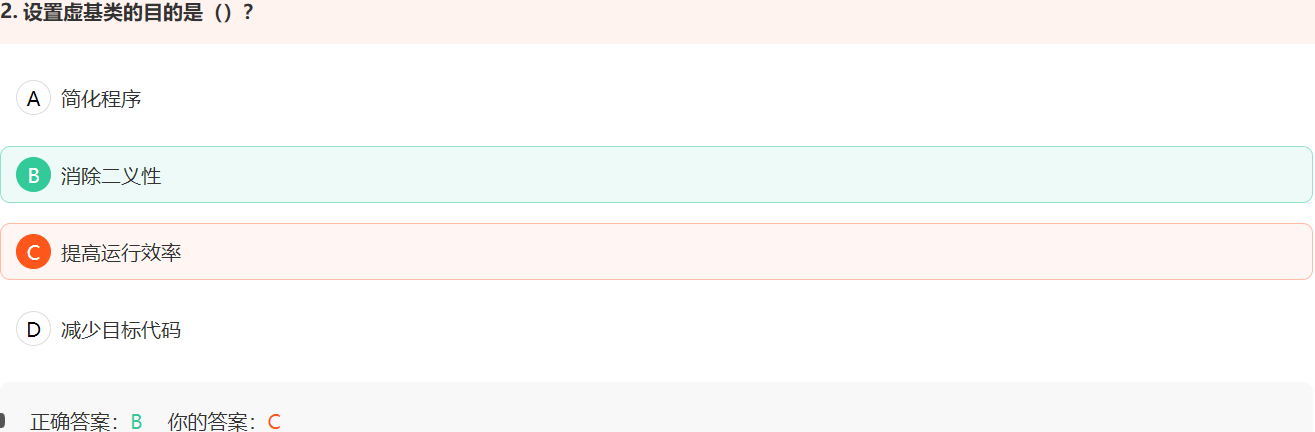 2. 设置虚基类的目的是（）?
A 简化程序
B 消除二义性
C 提高运行效率
D 减少目标代码
正确答案：B 你的答案：C